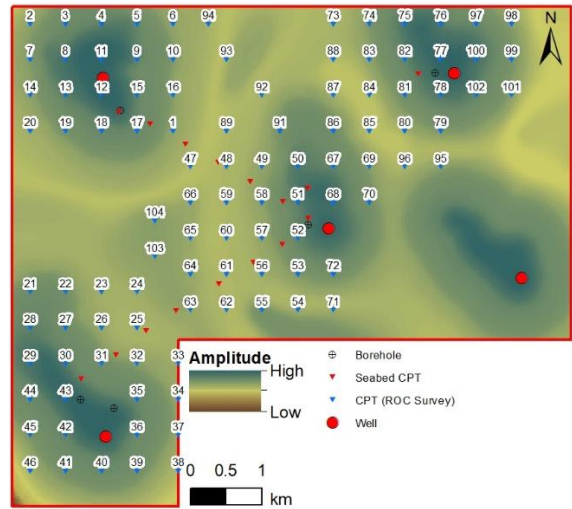 2 3 4 5 6 94 73 74 75 76 97 98 N
7 8 11 9 10 93 88 83 82 77 100 99
14 13 12 15 16 92 87 84 81 78 102 101
20 19 18 17 1 89 91 86 85 80 79
47 48 49 50 67 69 96 95
66 59 58 51 68 70
104
65 60 57 52
103
64 61 56 53 72
21 22 23 24
63 62 55 54 71
28 27 26 25
29 30 31 32 33
44 43 35 34
45 42 36 37
46 41 40 39 38
Amplitude
High
Low
Borehole
Seabed CPT
CPT (ROC Survey)
Well
0 0.5 1
km